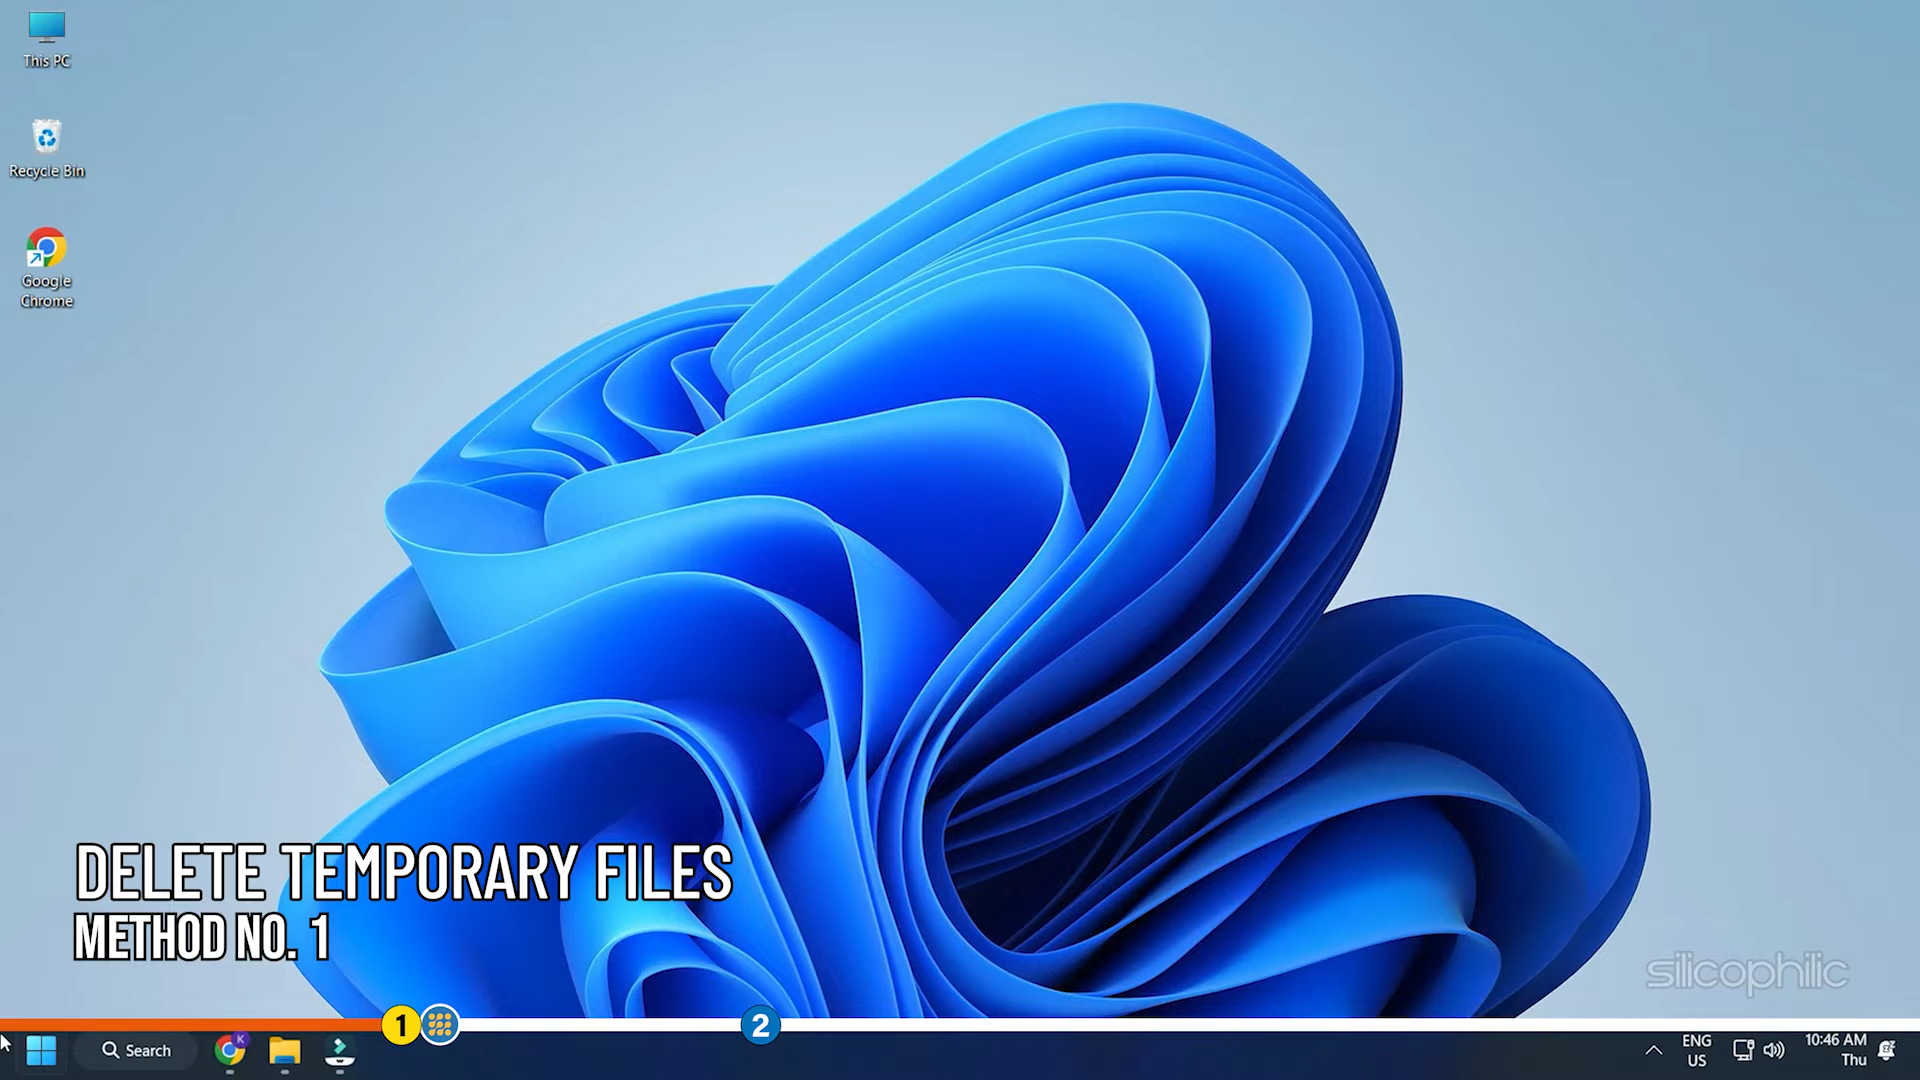 This PC
Recycle Bin
Google
Chrome
DELETE TEMPORARY FILES
METHOD NO. 1
silicophilic
1
2
Search
K
ENG
US
10:46 AM
Thu